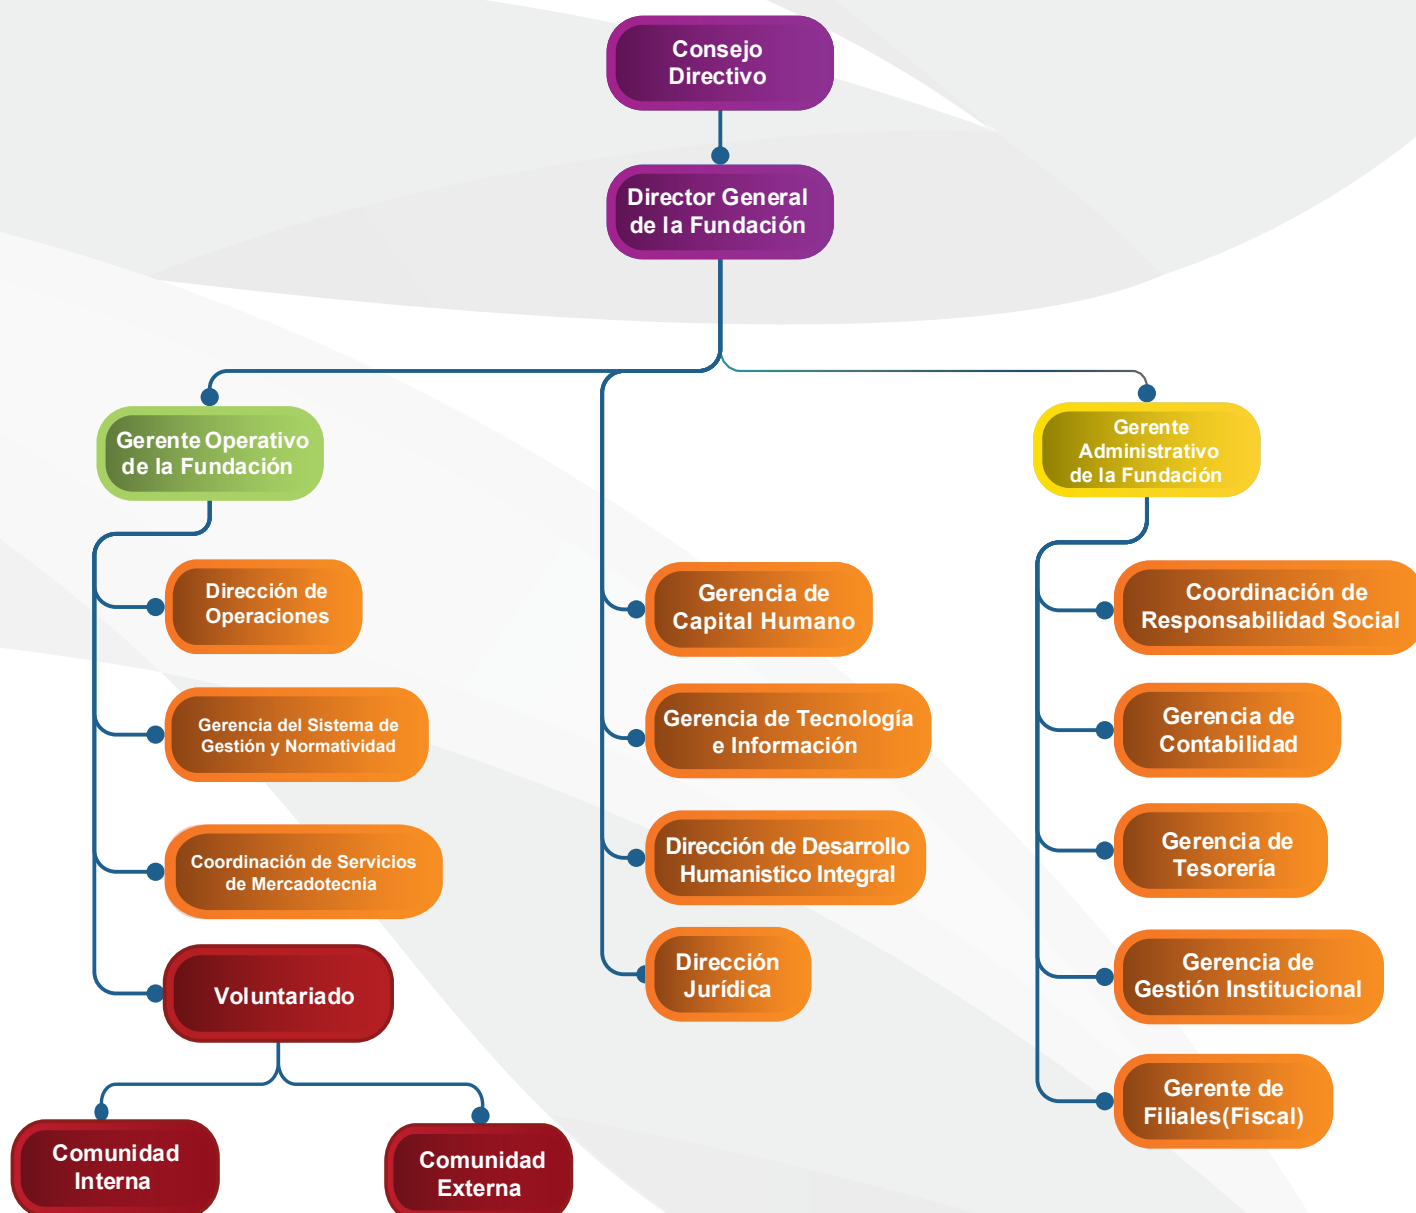 Consejo
Directivo
Director General
de la Fundación
Gerente Operativo
de la Fundación
Gerente
Administrativo
de la Fundación
Dirección de
Operaciones
Gerencia del Sistema de
Gestión y Normatividad
Coordinación de Servicios
de Mercadotecnia
Voluntariado
Comunidad
Interna
Comunidad
Externa
Gerencia de
Capital Humano
Gerencia de Tecnología
e Información
Dirección de Desarrollo
Humanistico Integral
Dirección
Jurídica
Coordinación de
Responsabilidad Social
Gerencia de
Contabilidad
Gerencia de
Tesorería
Gerencia de
Gestión Institucional
Gerente de
Filiales(Fiscal)